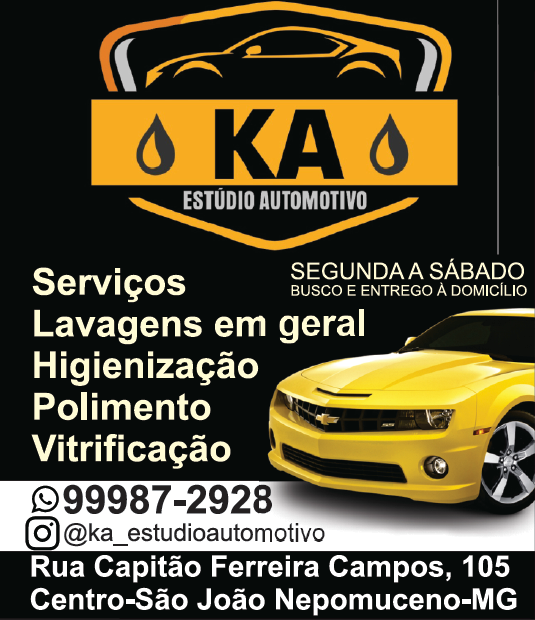 KA
ESTÚDIO AUTOMOTIVO
SEGUNDA A SÁBADO
BUSCO E ENTREGO À DOMICÍLIO
Serviços
Lavagens em geral
Higienização
Polimento
Vitrificação
SS
99987-2928
@ka_estudioautomotivo
Rua Capitão Ferreira Campos, 105
Centro-São João Nepomuceno-MG